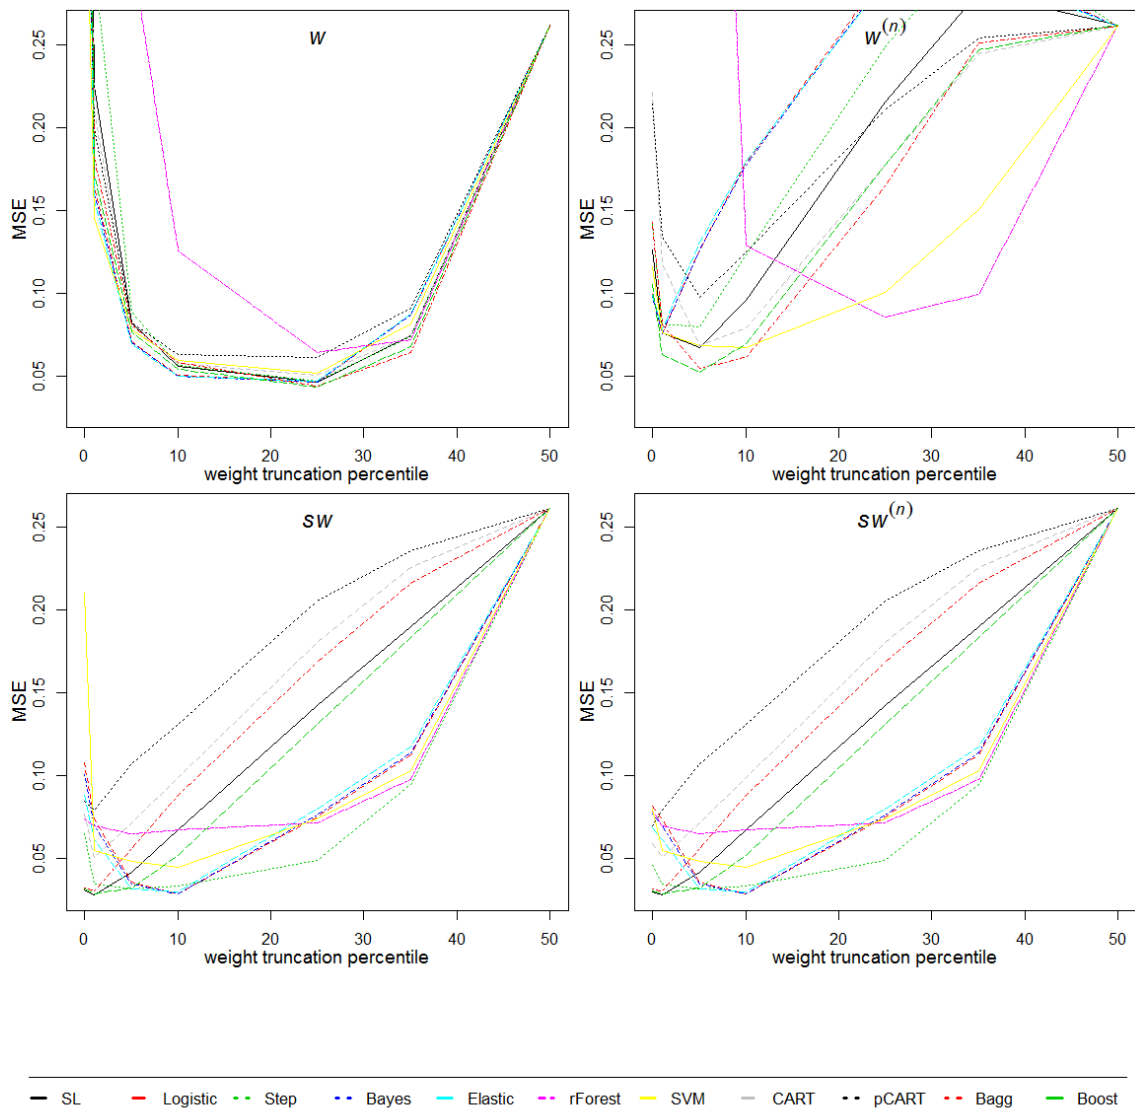 w
w(n)
MSE
0.25
0.20
0.15
0.10
0.05
0 10 20 30 40 50
weight truncation percentile
MSE
0.25
0.20
0.15
0.10
0.05
0 10 20 30 40 50
weight truncation percentile
sw
sw(n)
MSE
0.25
0.20
0.15
0.10
0.05
0 10 20 30 40 50
weight truncation percentile
MSE
0.25
0.20
0.15
0.10
0.05
0 10 20 30 40 50
weight truncation percentile
SL Logistic Step Bayes Elastic rForest SVM CART pCART Bagg Boost